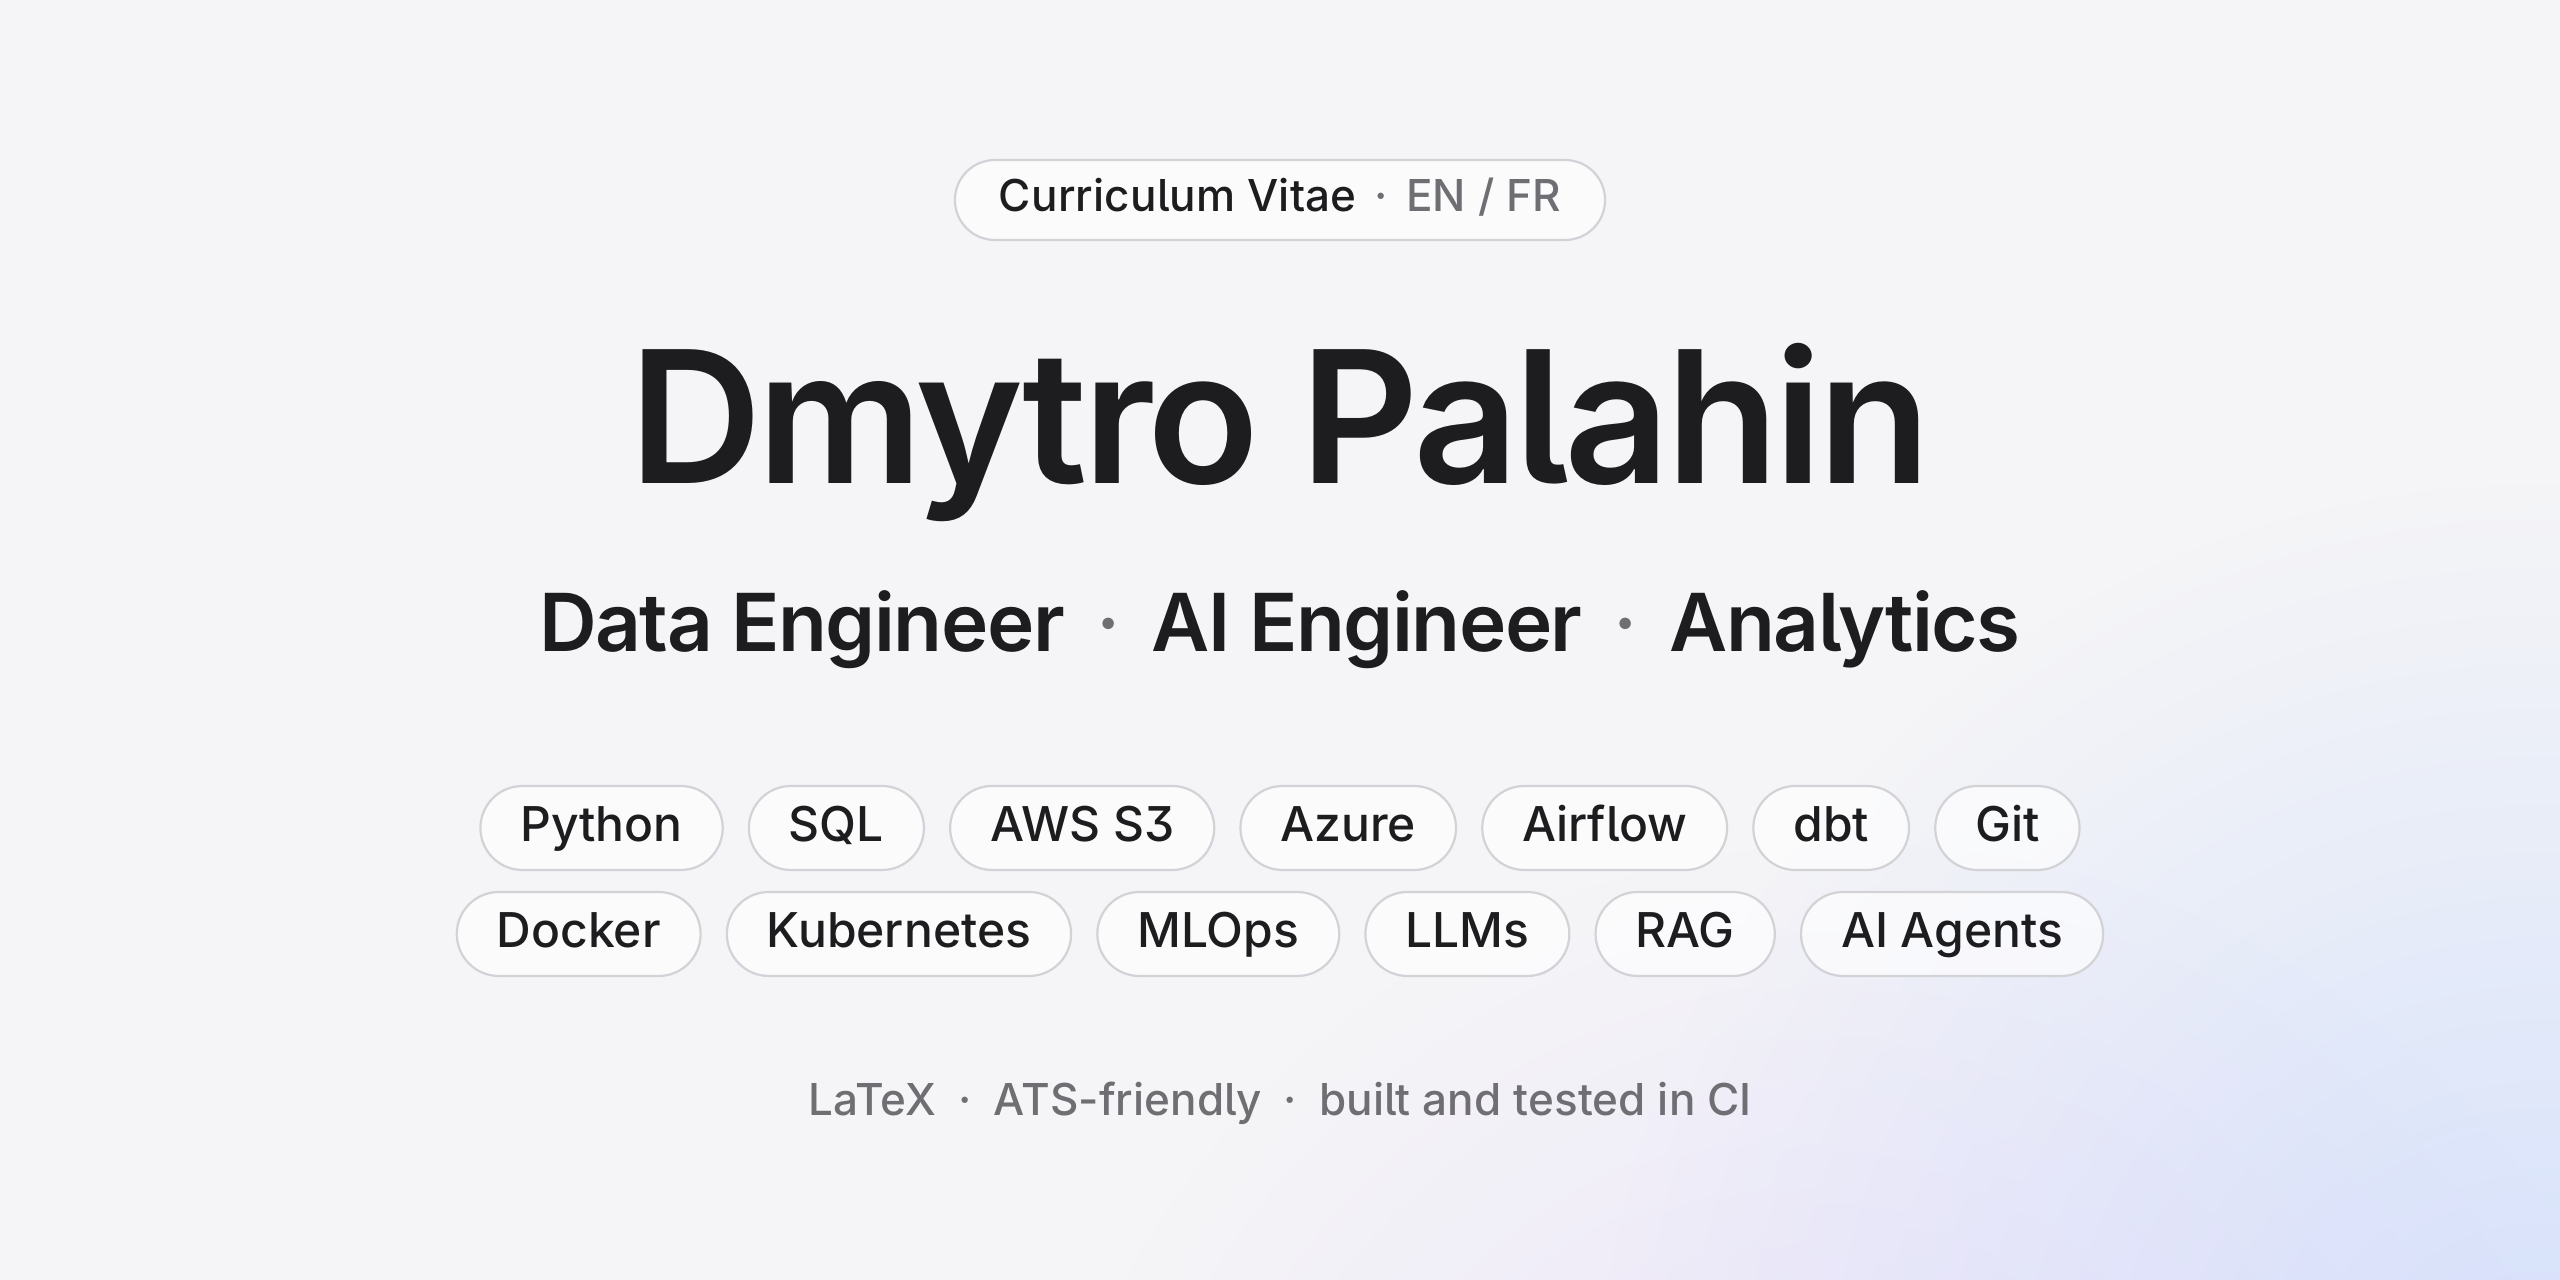 Curriculum Vitae · EN / FR
Dmytro Palahin
Data Engineer · AI Engineer · Analytics
Python SQL AWS S3 Azure Airflow dbt Git
Docker Kubernetes MLOps LLMs RAG AI Agents
LaTeX · ATS-friendly · built and tested in CI